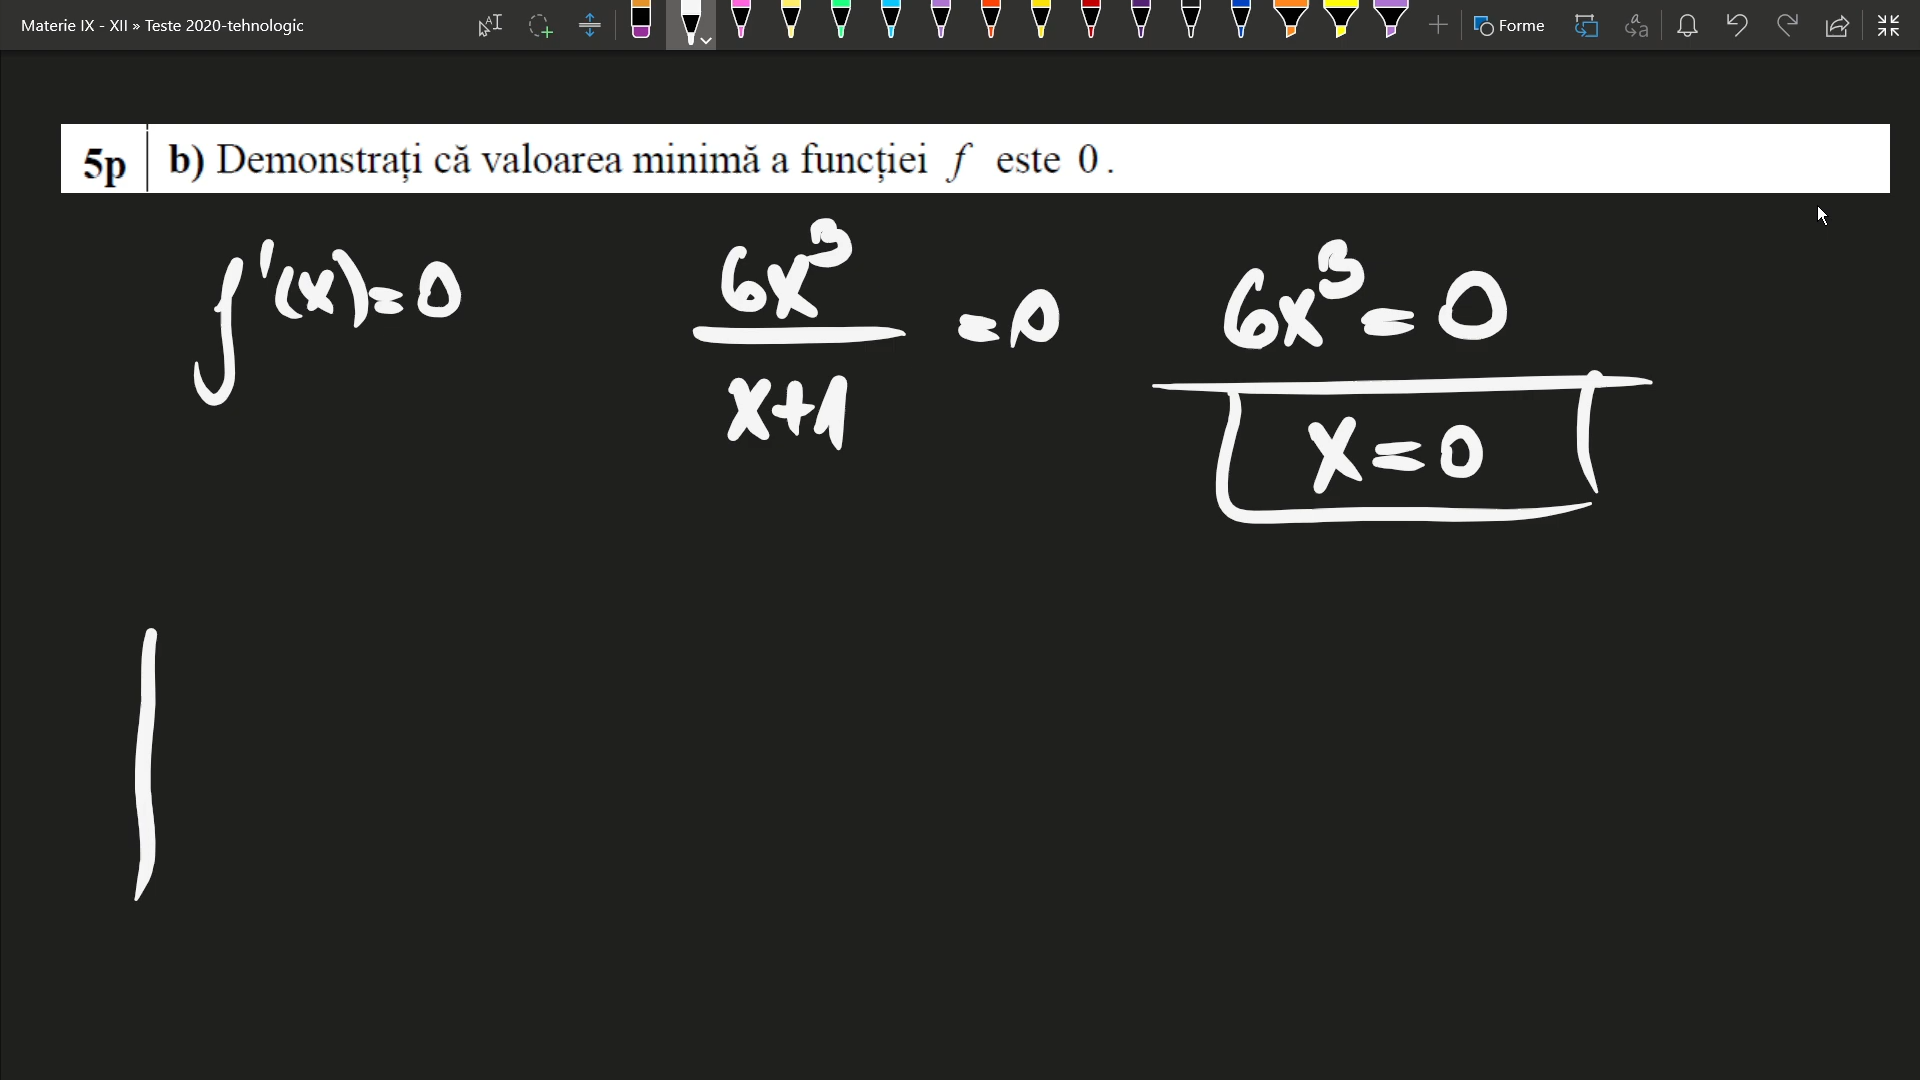 Materie IX - XII » Teste 2020-tehnologic
Forme
5p b) Demonstrați că valoarea minimă a funcției f este 0.
f'(x)=0
6x³/x+1 =0
6x³=0
x=0